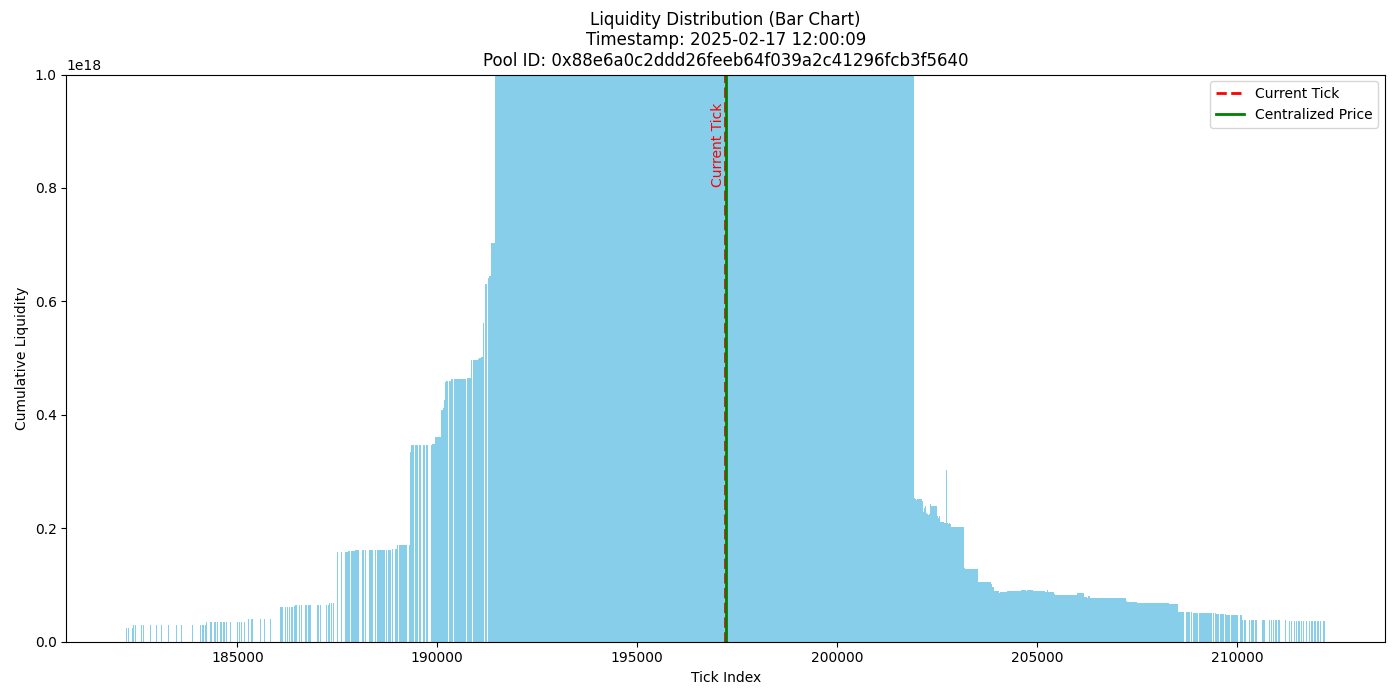 Liquidity Distribution (Bar Chart)
Timestamp: 2025-02-17 12:00:09
Pool ID: 0x88e6a0c2ddd26feeb64f039a2c41296fcb3f5640
1e18
1.0
0.8
0.6
0.4
0.2
0.0
Cumulative Liquidity
Current Tick
Current Tick
Centralized Price
185000 190000 195000 200000 205000 210000
Tick Index